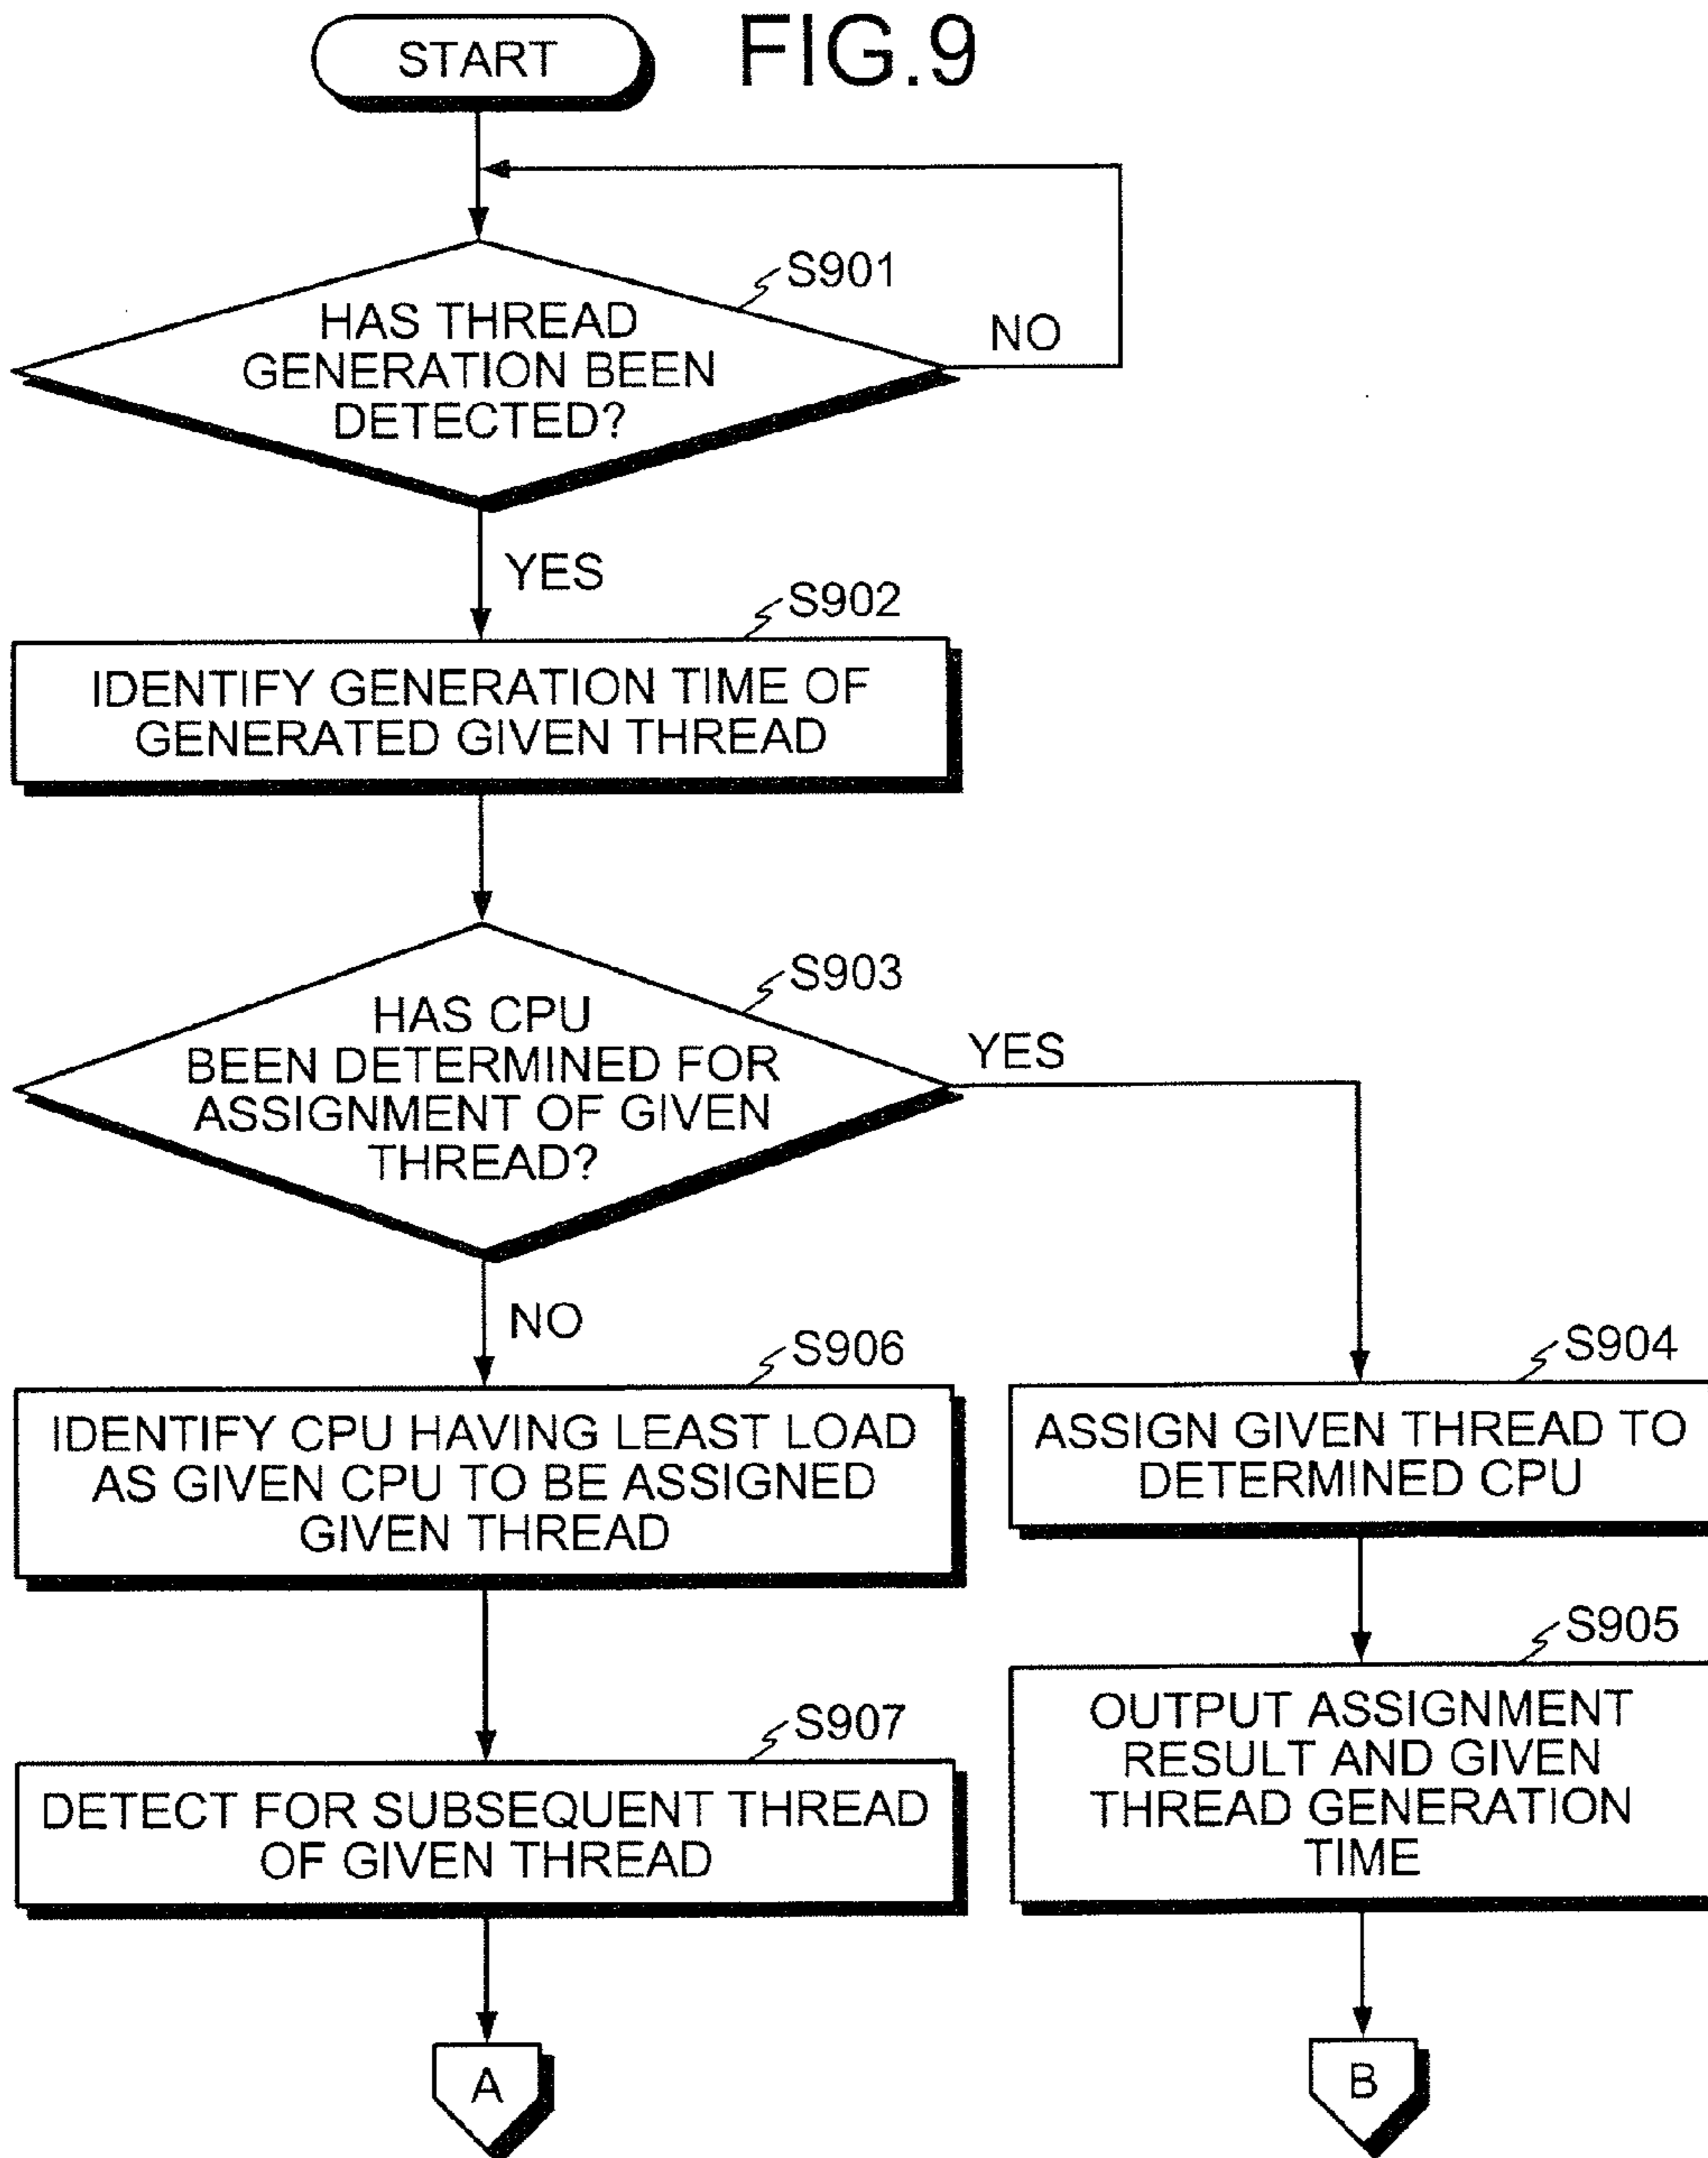 FIG.9
START
S901
HAS THREAD
GENERATION BEEN
DETECTED?
NO
YES
S902
IDENTIFY GENERATION TIME OF
GENERATED GIVEN THREAD
S903
HAS CPU
BEEN DETERMINED FOR
ASSIGNMENT OF GIVEN
THREAD?
YES
NO
S906
IDENTIFY CPU HAVING LEAST LOAD
AS GIVEN CPU TO BE ASSIGNED
GIVEN THREAD
S904
ASSIGN GIVEN THREAD TO
DETERMINED CPU
S905
OUTPUT ASSIGNMENT
RESULT AND GIVEN
THREAD GENERATION
TIME
S907
DETECT FOR SUBSEQUENT THREAD
OF GIVEN THREAD
A
B